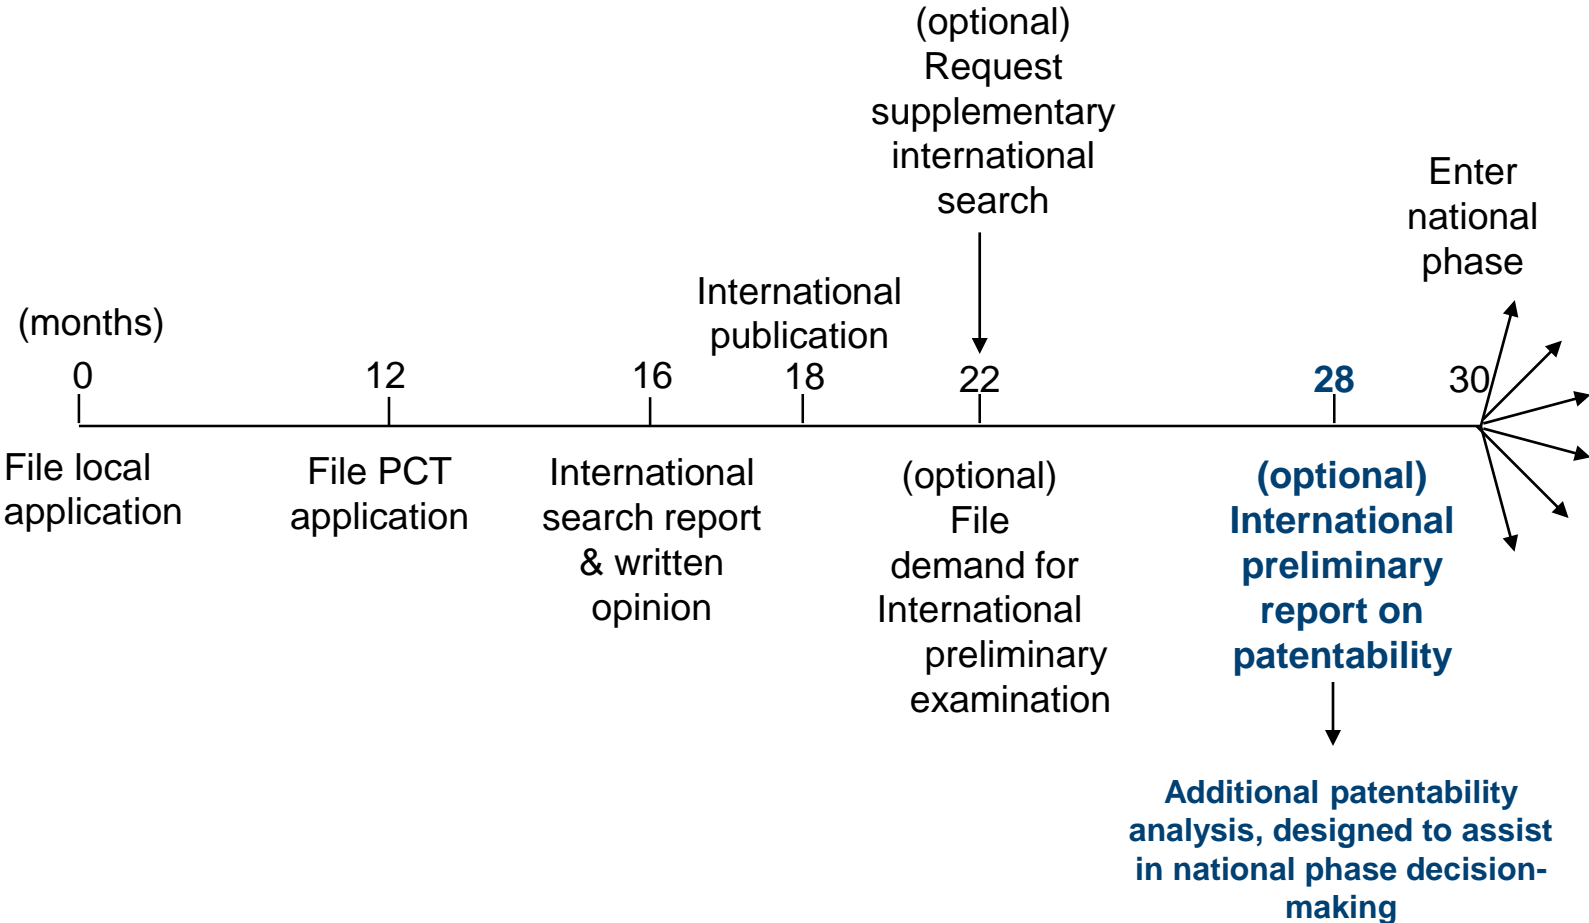 (optional)
Request
supplementary
international
search
Enter
national
phase
International
publication
(months)
0
12
16
18
22
28
30
File local
application
File PCT
application
International
search report
& written
opinion
(optional)
File
demand for
International
preliminary
examination
(optional)
International
preliminary
report on
patentability
Additional patentability
analysis, designed to assist
in national phase decision-
making